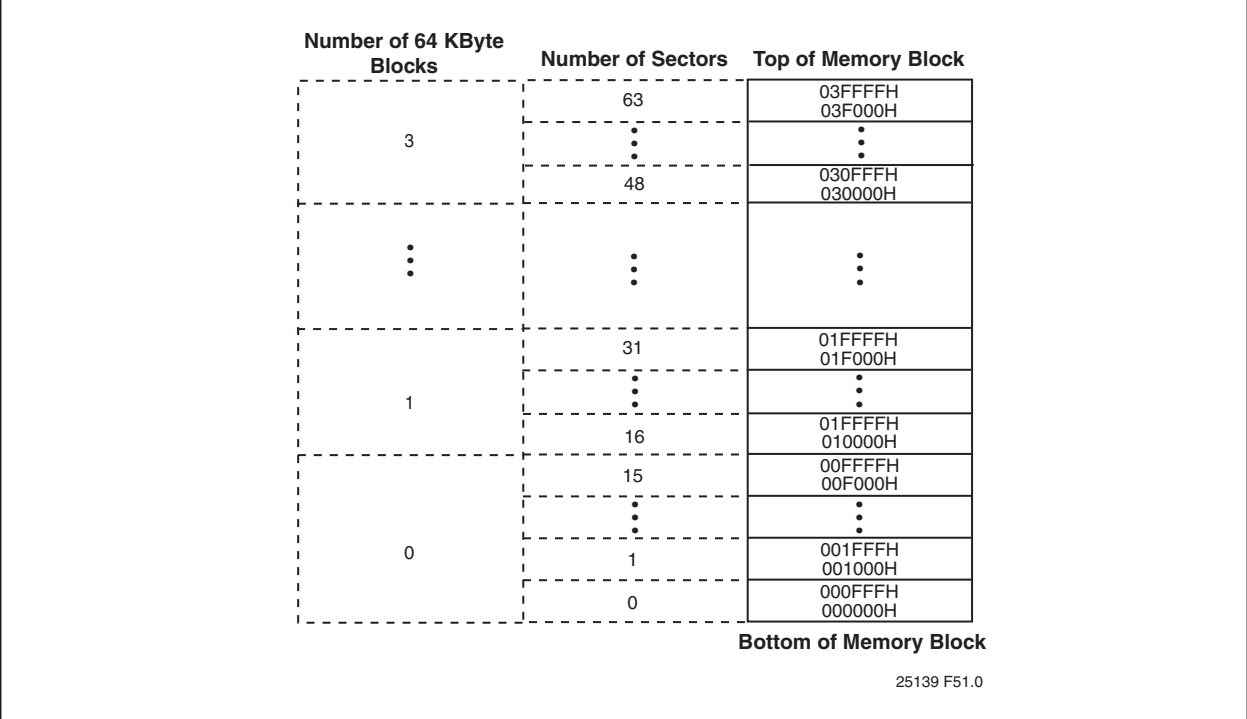 Number of 64 KByte
Blocks
Number of Sectors
Top of Memory Block
3
63
03FFFFH
03F000H
48
030FFFH
030000H
1
31
01FFFFH
01F000H
16
01FFFFH
010000H
0
15
00FFFFH
00F000H
1
001FFFH
001000H
0
000FFFH
000000H
Bottom of Memory Block
25139 F51.0